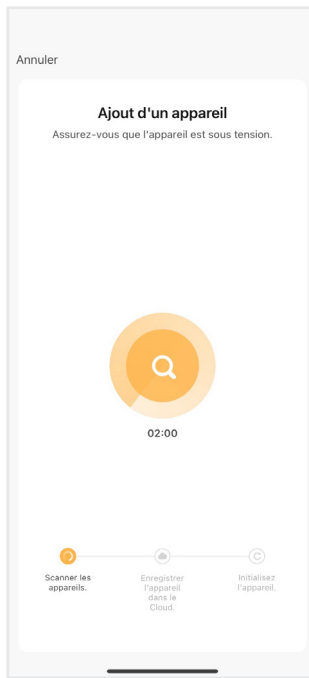 Annuler
Ajout d'un appareil
Assurez-vous que l'appareil est sous tension.
02:00
Scanner les
appareils.
Enregistrer
l'appareil
dans le
Cloud.
Initialisez
l'appareil.